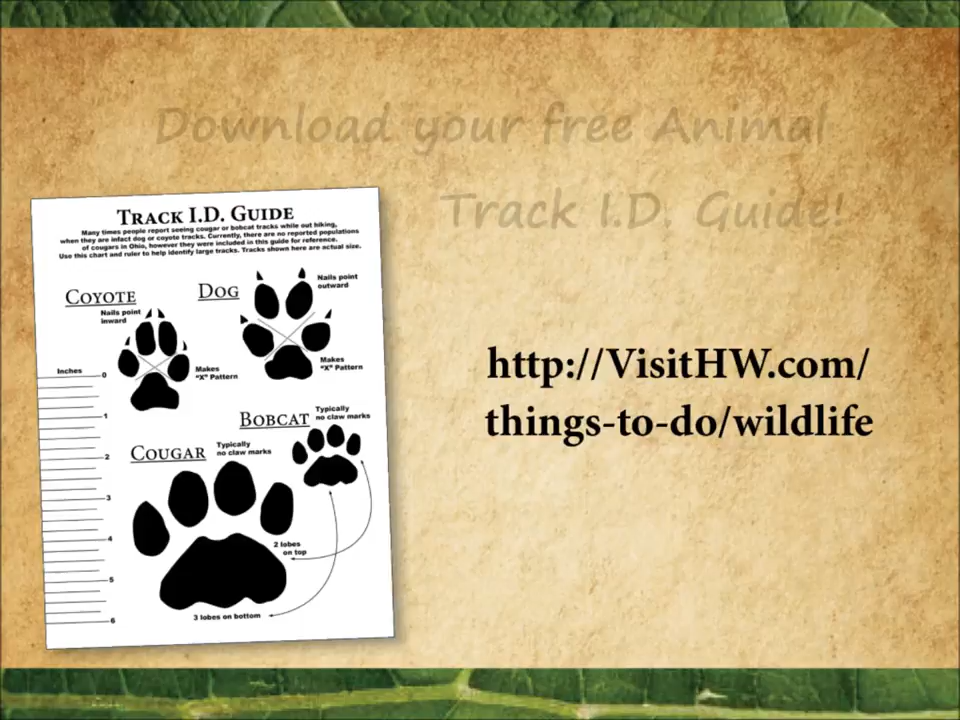 Download your free Animal
Track I.D. Guide!
TRACK I.D. GUIDE
Many times people report seeing cougar or bobcat tracks while out hiking,
when they are infact dog or coyote tracks. Currently, there are no reported populations
of cougars in Ohio, however they were included in this guide for reference.
Use this chart and ruler to help identify large tracks. Tracks shown here are actual size.
COYOTE
Nails point
inward
DOG
Nails point
outward
Makes
"X" Pattern
Makes
"X" Pattern
Inches
0
1
2
3
4
5
6
BOBCAT
Typically
no claw marks
COUGAR
Typically
no claw marks
2 lobes
on top
3 lobes on bottom
http://VisitHW.com/
things-to-do/wildlife